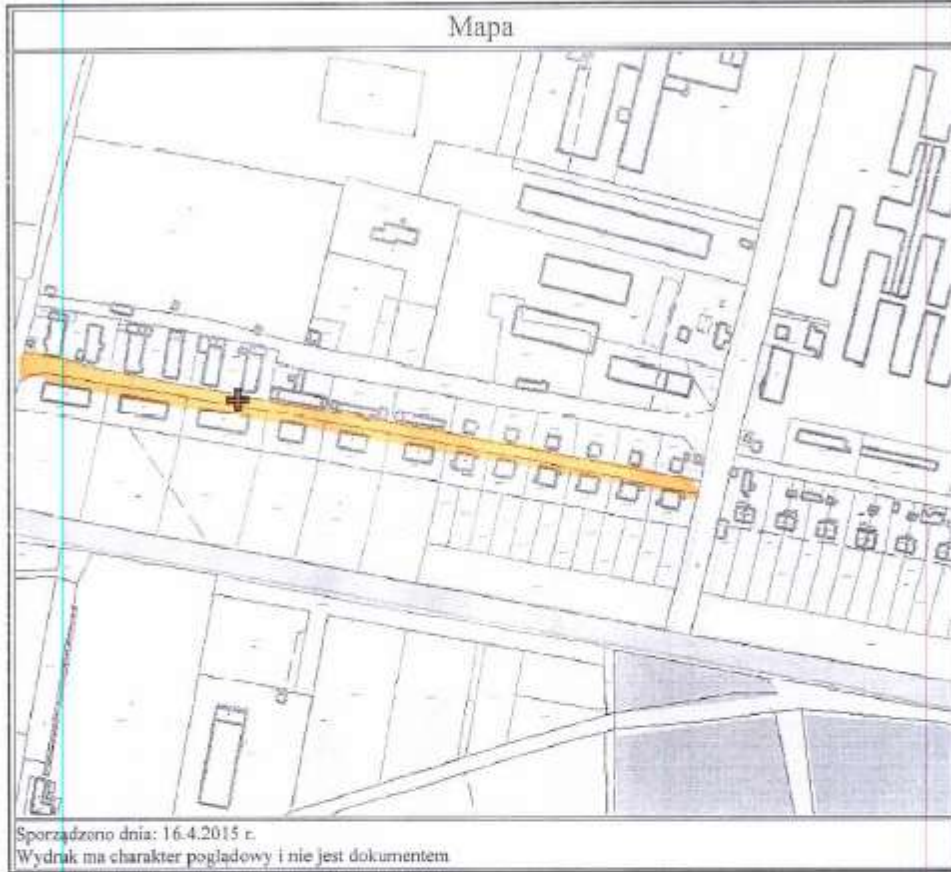 Mapa
Sporządzono dnia: 16.4.2015 r.
Wydruk ma charakter poglądowy i nie jest dokumentem